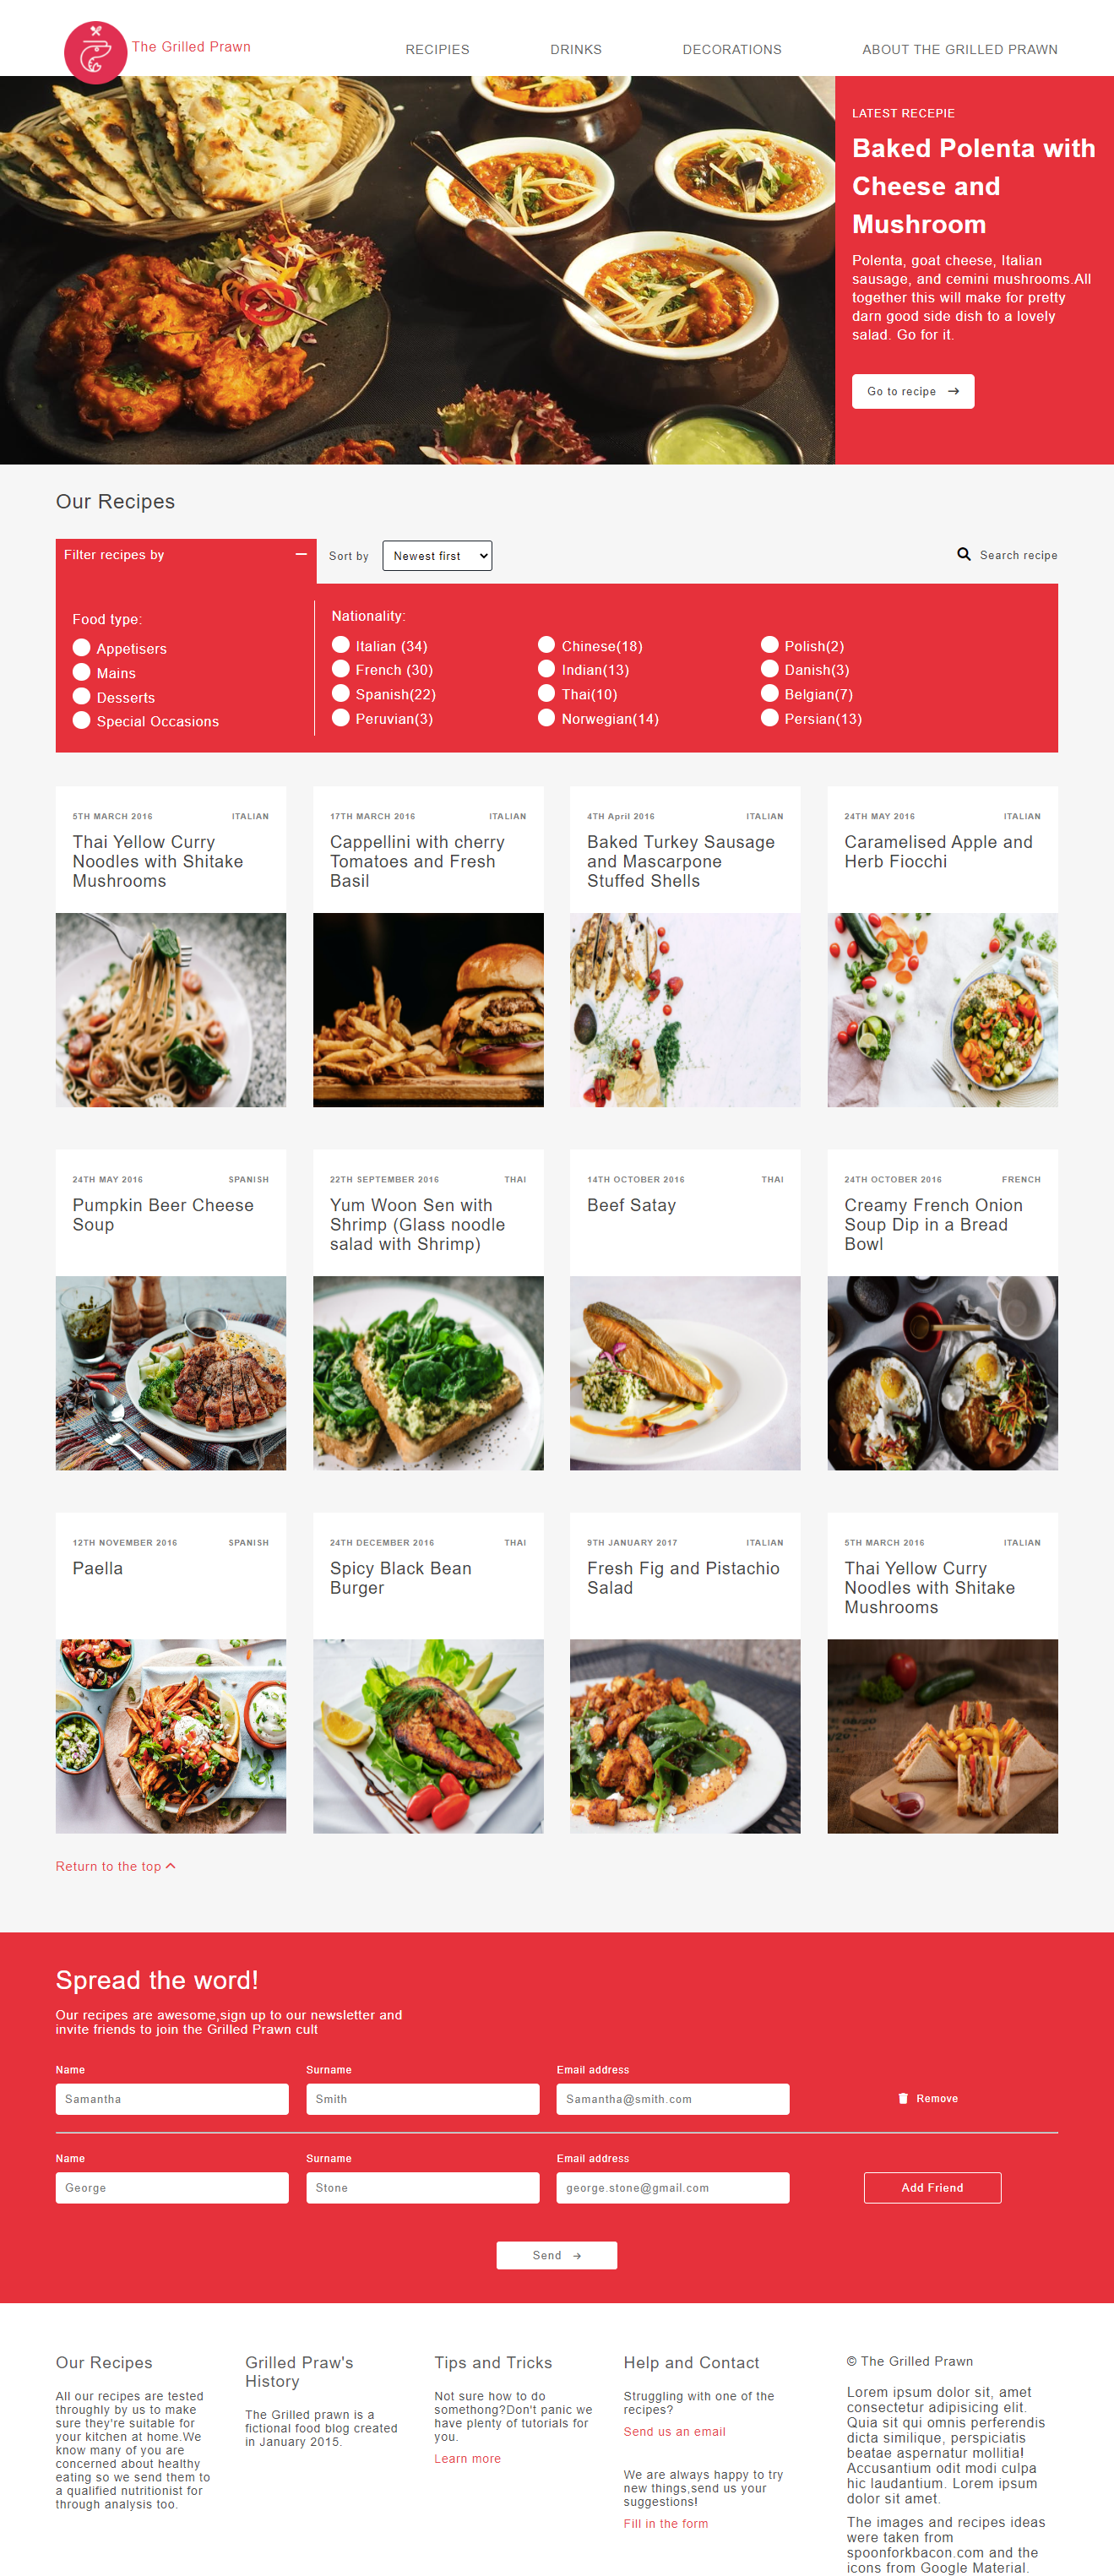 The Grilled Prawn
RECIPIES
DRINKS
DECORATIONS
ABOUT THE GRILLED PRAWN
LATEST RECEPIE
Baked Polenta with
Cheese and
Mushroom
Polenta, goat cheese, Italian
sausage, and cemini mushrooms.All
together this will make for pretty
darn good side dish to a lovely
salad. Go for it.
Go to recipe
Our Recipes
Filter recipes by
Sort by
Newest first
Search recipe
Food type:
Appetisers
Mains
Desserts
Special Occasions
Nationality:
Italian (34)
French (30)
Spanish(22)
Peruvian(3)
Chinese(18)
Indian(13)
Thai(10)
Norwegian(14)
Polish(2)
Danish(3)
Belgian(7)
Persian(13)
5TH MARCH 2016
ITALIAN
Thai Yellow Curry
Noodles with Shitake
Mushrooms
17TH MARCH 2016
ITALIAN
Cappellini with cherry
Tomatoes and Fresh
Basil
4TH April 2016
ITALIAN
Baked Turkey Sausage
and Mascarpone
Stuffed Shells
24TH MAY 2016
ITALIAN
Caramelised Apple and
Herb Fiocchi
24TH MAY 2016
SPANISH
Pumpkin Beer Cheese
Soup
22TH SEPTEMBER 2016
THAI
Yum Woon Sen with
Shrimp (Glass noodle
salad with Shrimp)
14TH OCTOBER 2016
THAI
Beef Satay
24TH OCTOBER 2016
FRENCH
Creamy French Onion
Soup Dip in a Bread
Bowl
12TH NOVEMBER 2016
SPANISH
Paella
24TH DECEMBER 2016
THAI
Spicy Black Bean
Burger
9TH JANUARY 2017
ITALIAN
Fresh Fig and Pistachio
Salad
5TH MARCH 2016
ITALIAN
Thai Yellow Curry
Noodles with Shitake
Mushrooms
Return to the top
Spread the word!
Our recipes are awesome,sign up to our newsletter and
invite friends to join the Grilled Prawn cult
Name
Surname
Email address
Samantha
Smith
Samantha@smith.com
Remove
Name
Surname
Email address
George
Stone
george.stone@gmail.com
Add Friend
Send
Our Recipes
All our recipes are tested
throughly by us to make
sure they're suitable for
your kitchen at home.We
know many of you are
concerned about healthy
eating so we send them to
a qualified nutritionist for
through analysis too.
Grilled Praw's
History
The Grilled prawn is a
fictional food blog created
in January 2015.
Tips and Tricks
Not sure how to do
somethong?Don't panic we
have plenty of tutorials for
you.
Learn more
Help and Contact
Struggling with one of the
recipes?
Send us an email
We are always happy to try
new things,send us your
suggestions!
Fill in the form
© The Grilled Prawn
Lorem ipsum dolor sit, amet
consectetur adipisicing elit.
Quia sit qui omnis perferendis
dicta similique, perspiciatis
beatae aspernatur mollitia!
Accusantium odit modi culpa
hic laudantium. Lorem ipsum
dolor sit amet.
The images and recipes ideas
were taken from
spoonforkbacon.com and the
icons from Google Material.